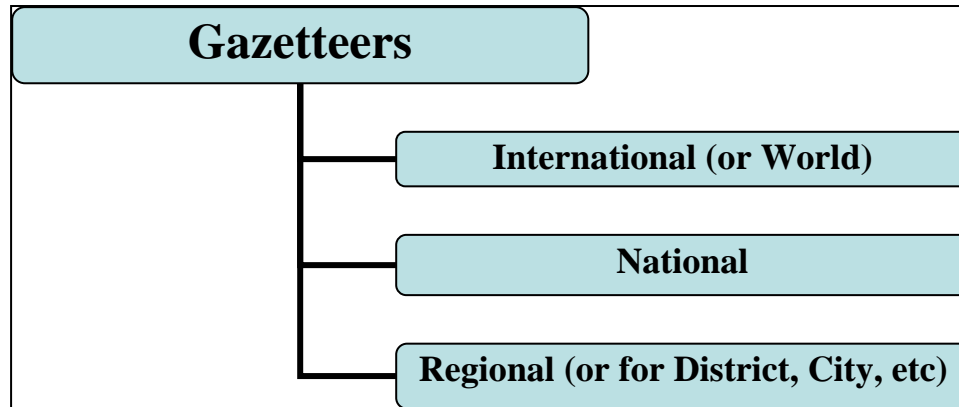 Gazetteers
International (or World)
National
Regional (or for District, City, etc)